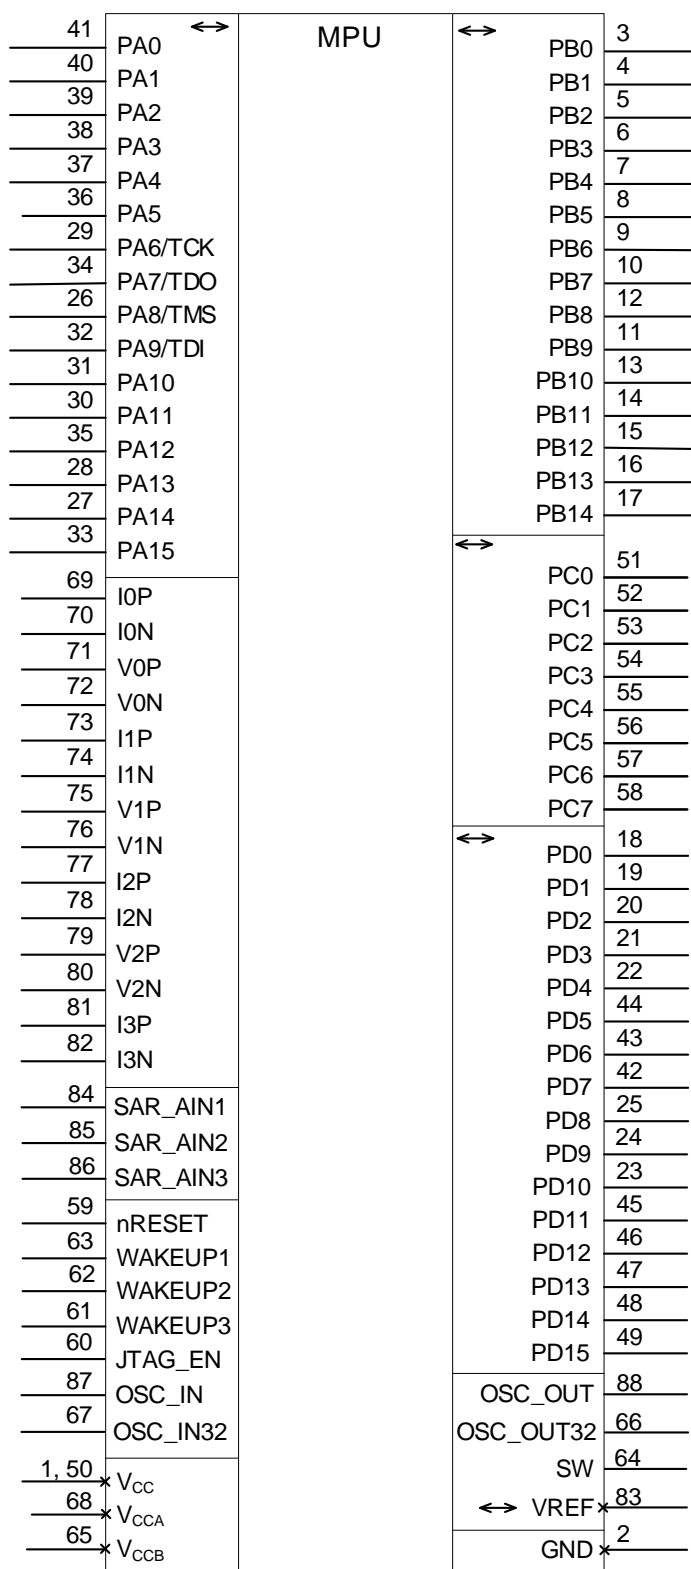 MPU
41 PA0
40 PA1
39 PA2
38 PA3
37 PA4
36 PA5
29 PA6/TCK
34 PA7/TDO
26 PA8/TMS
32 PA9/TDI
31 PA10
30 PA11
35 PA12
28 PA13
27 PA14
33 PA15
69 I0P
70 I0N
71 V0P
72 V0N
73 I1P
74 I1N
75 V1P
76 V1N
77 I2P
78 I2N
79 V2P
80 V2N
81 I3P
82 I3N
84 SAR_AIN1
85 SAR_AIN2
86 SAR_AIN3
59 nRESET
63 WAKEUP1
62 WAKEUP2
61 WAKEUP3
60 JTAG_EN
87 OSC_IN
67 OSC_IN32
1, 50 VCC
68 VCCA
65 VCCB
PB0 3
PB1 4
PB2 5
PB3 6
PB4 7
PB5 8
PB6 9
PB7 10
PB8 12
PB9 11
PB10 13
PB11 14
PB12 15
PB13 16
PB14 17
PC0 51
PC1 52
PC2 53
PC3 54
PC4 55
PC5 56
PC6 57
PC7 58
PD0 18
PD1 19
PD2 20
PD3 21
PD4 22
PD5 44
PD6 43
PD7 42
PD8 25
PD9 24
PD10 23
PD11 45
PD12 46
PD13 47
PD14 48
PD15 49
OSC_OUT 88
OSC_OUT32 66
SW 64
VREF 83
GND 2